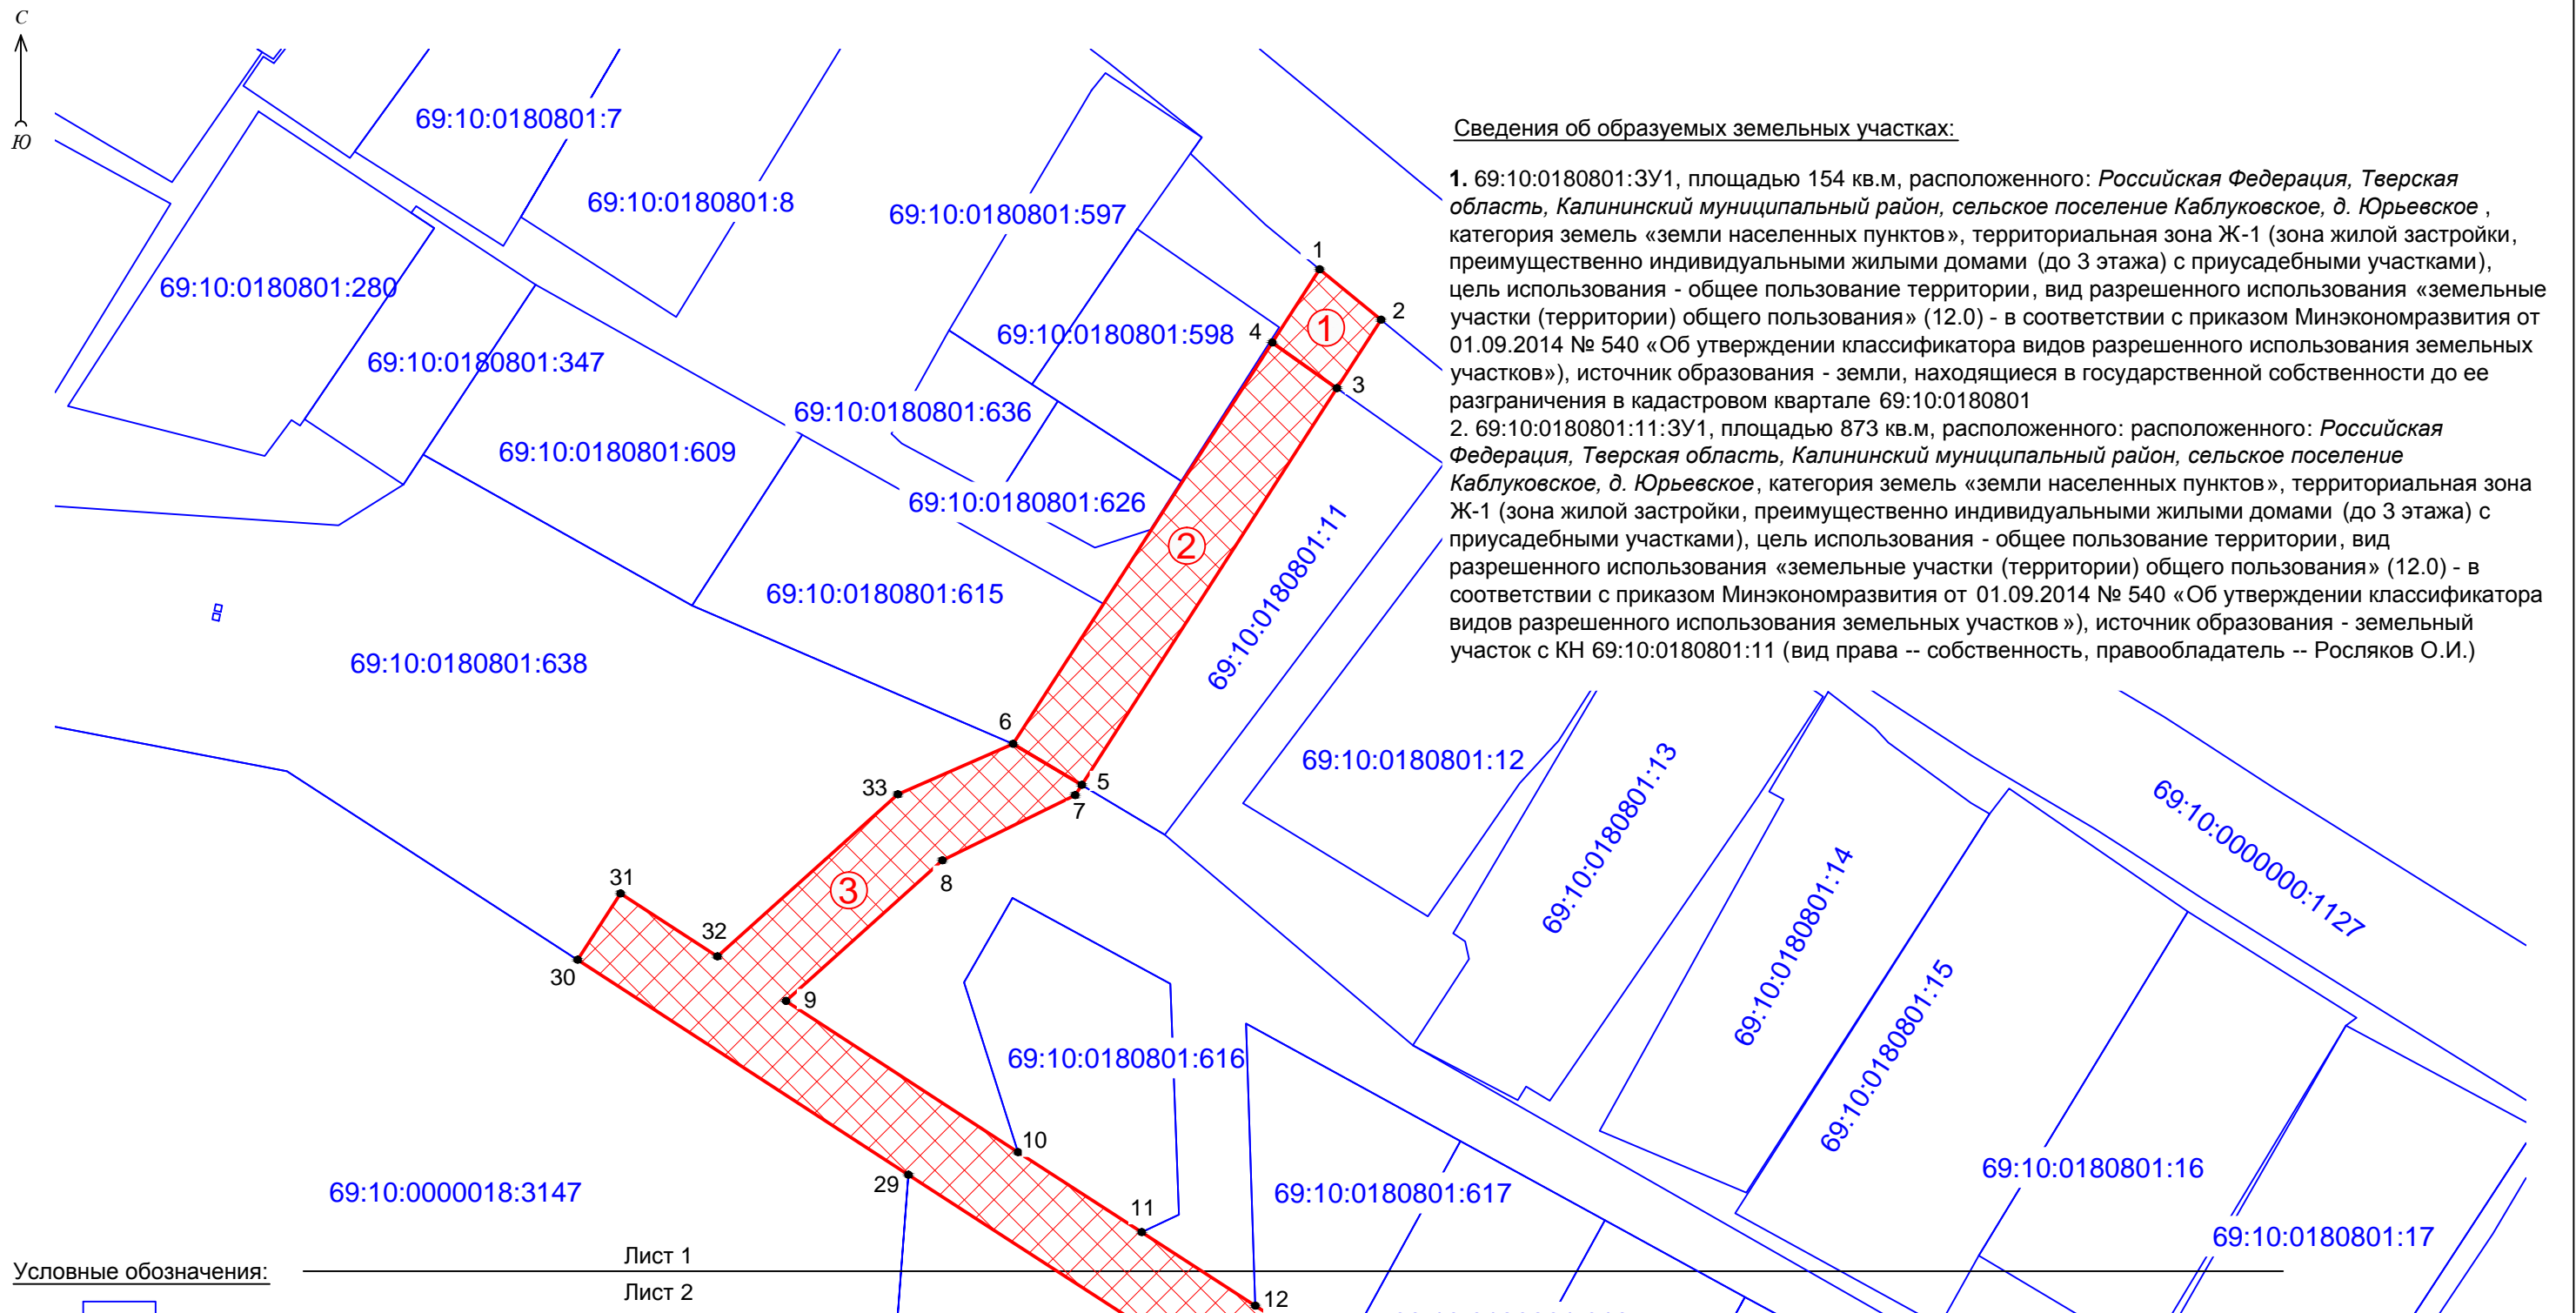 С
Ю
69:10:0180801:7
69:10:0180801:8
69:10:0180801:597
69:10:0180801:280
69:10:0180801:598
69:10:0180801:347
69:10:0180801:636
69:10:0180801:609
69:10:0180801:626
69:10:0180801:615
69:10:0180801:638
69:10:0180801:11
69:10:0180801:12
69:10:0180801:13
69:10:0180801:14
69:10:0180801:15
69:10:0000000:1127
69:10:0180801:616
69:10:0180801:617
69:10:0180801:16
69:10:0180801:17
69:10:0000018:3147
1
2
3
4
5
6
7
8
9
10
11
12
29
30
31
32
33
1
2
3
Сведения об образуемых земельных участках:
1. 69:10:0180801:ЗУ1, площадью 154 кв.м, расположенного: Российская Федерация, Тверская
область, Калининский муниципальный район, сельское поселение Каблуковское, д. Юрьевское ,
категория земель «земли населенных пунктов», территориальная зона Ж-1 (зона жилой застройки,
преимущественно индивидуальными жилыми домами (до 3 этажа) с приусадебными участками),
цель использования - общее пользование территории, вид разрешенного использования «земельные
участки (территории) общего пользования» (12.0) - в соответствии с приказом Минэкономразвития от
01.09.2014 № 540 «Об утверждении классификатора видов разрешенного использования земельных
участков»), источник образования - земли, находящиеся в государственной собственности до ее
разграничения в кадастровом квартале 69:10:0180801
2. 69:10:0180801:11:ЗУ1, площадью 873 кв.м, расположенного: расположенного: Российская
Федерация, Тверская область, Калининский муниципальный район, сельское поселение
Каблуковское, д. Юрьевское, категория земель «земли населенных пунктов», территориальная зона
Ж-1 (зона жилой застройки, преимущественно индивидуальными жилыми домами (до 3 этажа) с
приусадебными участками), цель использования - общее пользование территории, вид
разрешенного использования «земельные участки (территории) общего пользования» (12.0) - в
соответствии с приказом Минэкономразвития от 01.09.2014 № 540 «Об утверждении классификатора
видов разрешенного использования земельных участков»), источник образования - земельный
участок с КН 69:10:0180801:11 (вид права -- собственность, правообладатель -- Росляков О.И.)
Лист 1
Условные обозначения:
Лист 2